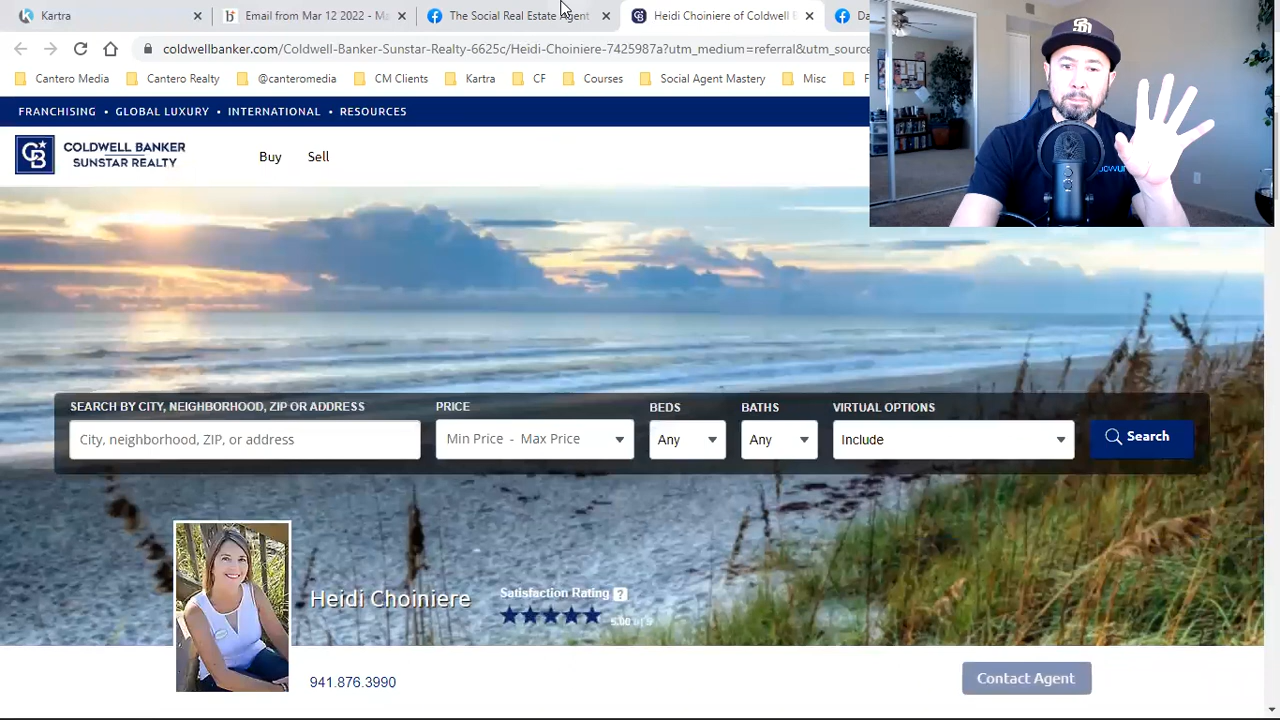 Kartra
Email from Mar 12 2022 - Ma
The Social Real Estate Agent
Heidi Choiniere of Coldwell B
Da
coldwellbanker.com/Coldwell-Banker-Sunstar-Realty-6625c/Heidi-Choiniere-7425987a?utm_medium=referral&utm_source
Cantero Media
Cantero Realty
@canteromedia
My Clients
Kartra
CF
Courses
Social Agent Mastery
Misc
F
FRANCHISING • GLOBAL LUXURY • INTERNATIONAL • RESOURCES
COLDWELL BANKER
SUNSTAR REALTY
Buy
Sell
SEARCH BY CITY, NEIGHBORHOOD, ZIP OR ADDRESS
PRICE
BEDS
BATHS
VIRTUAL OPTIONS
City, neighborhood, ZIP, or address
Min Price - Max Price
Any
Any
Include
Search
Heidi Choiniere
Satisfaction Rating ?
941.876.3990
Contact Agent